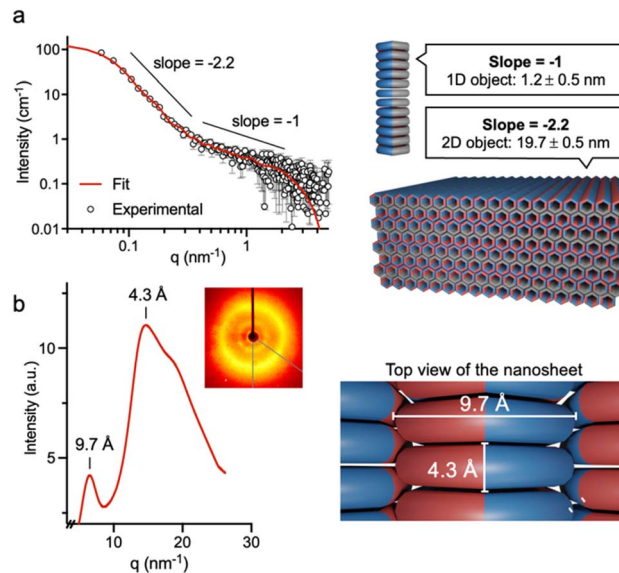 a
100
10
1
0.1
0.01
Intensity (cm⁻¹)
slope = -2.2
slope = -1
Fit
Experimental
0.1
1
q (nm⁻¹)
Slope = -1
1D object: 1.2 ± 0.5 nm
Slope = -2.2
2D object: 19.7 ± 0.5 nm
b
4.3 Å
9.7 Å
10
5
Intensity (a.u.)
10
20
30
q (nm⁻¹)
Top view of the nanosheet
9.7 Å
4.3 Å